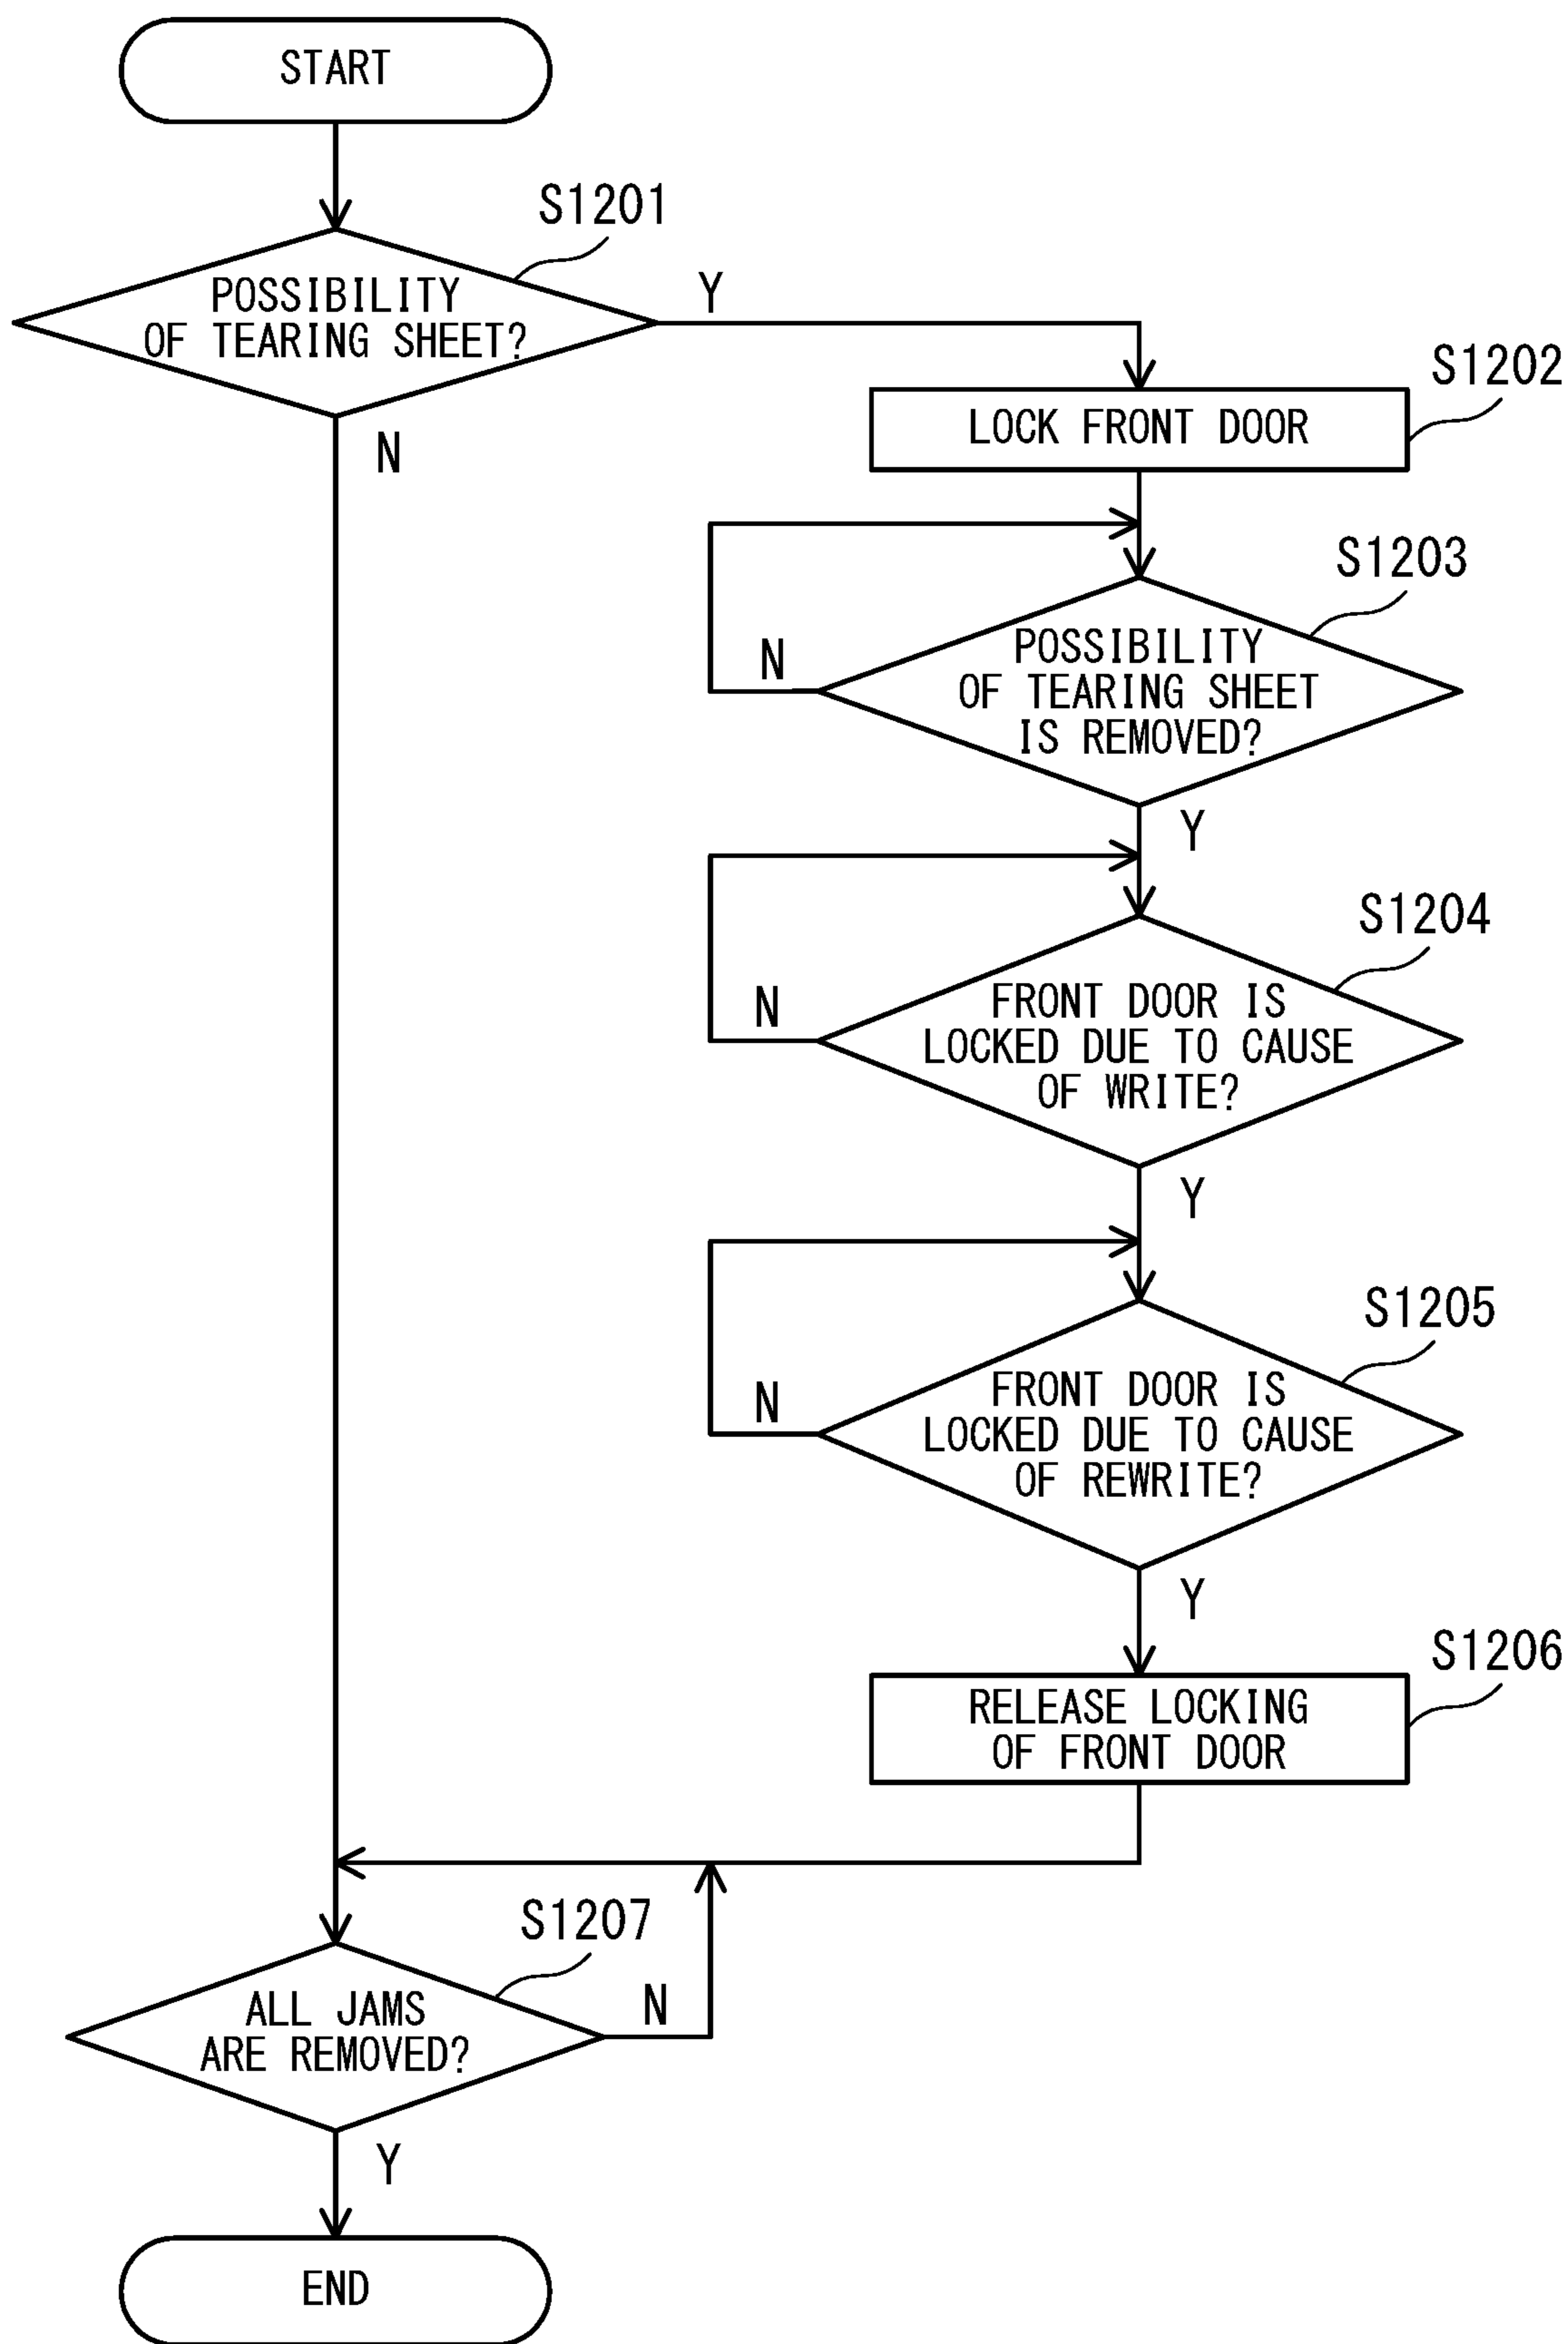 START
S1201
POSSIBILITY
OF TEARING SHEET?
Y
N
S1202
LOCK FRONT DOOR
S1203
POSSIBILITY
OF TEARING SHEET
IS REMOVED?
N
Y
S1204
FRONT DOOR IS
LOCKED DUE TO CAUSE
OF WRITE?
N
Y
S1205
FRONT DOOR IS
LOCKED DUE TO CAUSE
OF REWRITE?
N
Y
S1206
RELEASE LOCKING
OF FRONT DOOR
S1207
ALL JAMS
ARE REMOVED?
N
Y
END